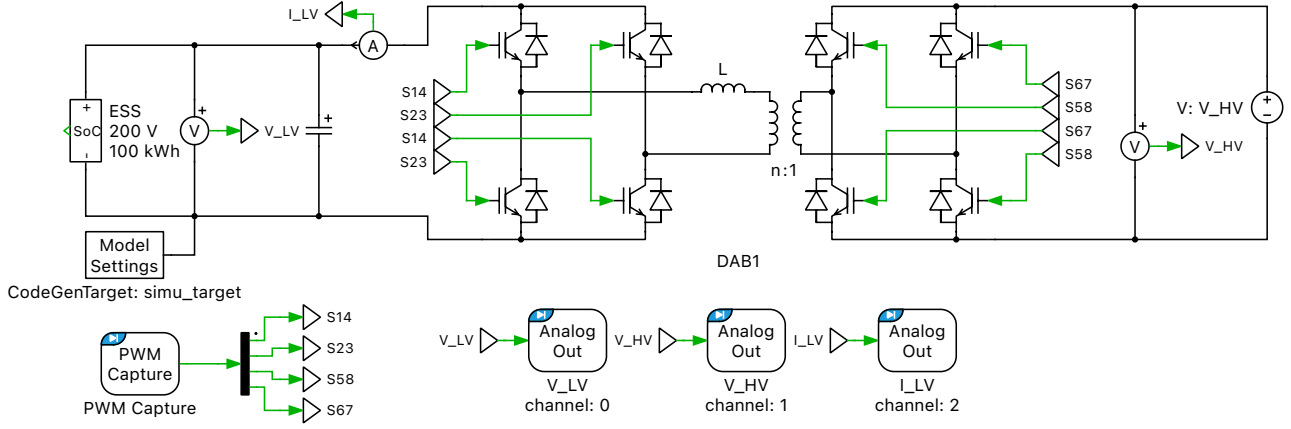 I_LV
A
L
ESS
200 V
100 kWh
SoC
+
-
V
+
V_LV
+
S14
S23
S14
S23
n:1
S67
S58
S67
S58
V
+
V_HV
V: V_HV
+
−
Model
Settings
CodeGenTarget: simu_target
DAB1
PWM
Capture
PWM Capture
S14
S23
S58
S67
V_LV
Analog
Out
V_LV
channel: 0
V_HV
Analog
Out
V_HV
channel: 1
I_LV
Analog
Out
I_LV
channel: 2